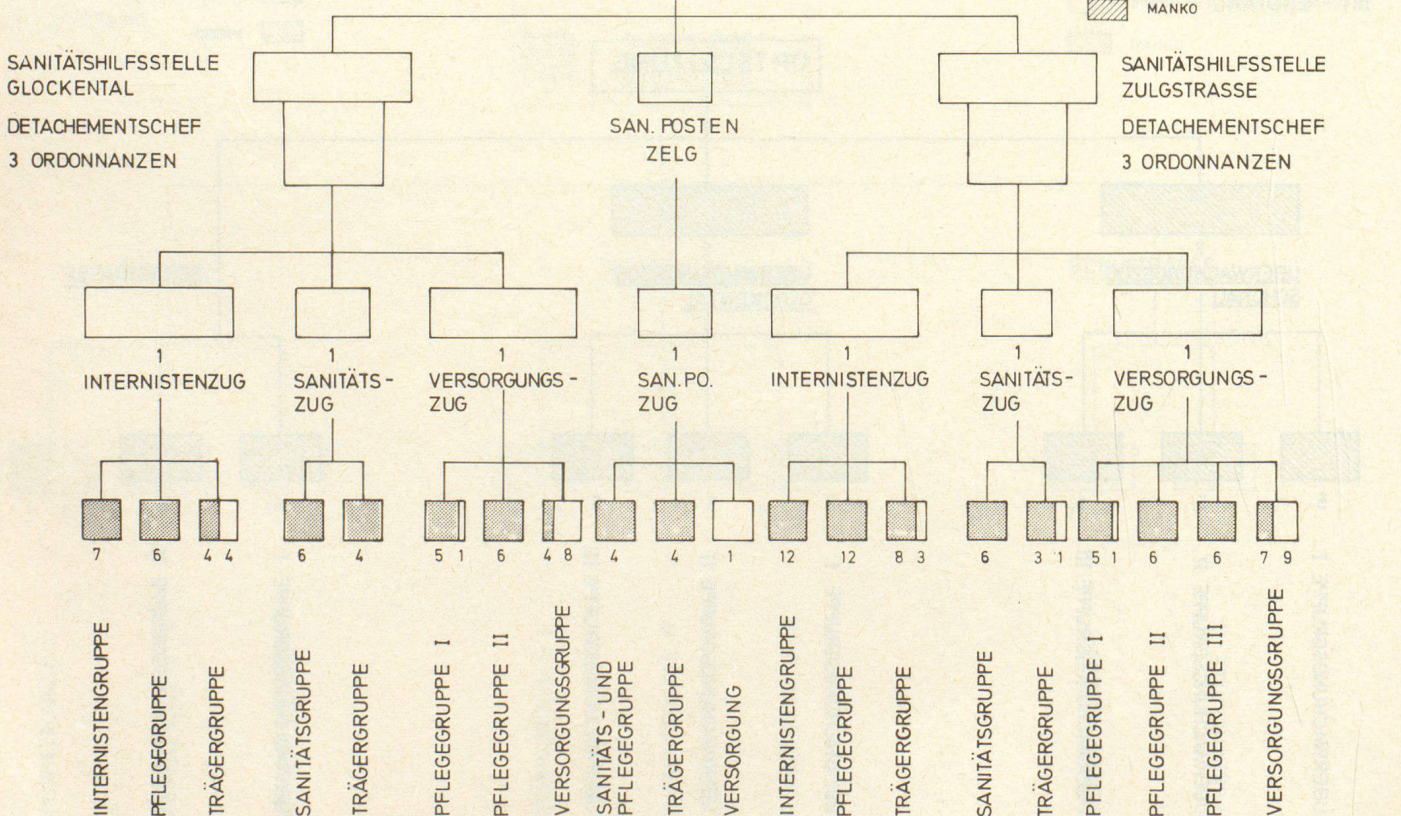 MANKO
SANITÄTSHILFSSTELLE
GLOCKENTAL
DETACHEMENTSCHEF
3 ORDONNANZEN
SAN. POSTEN
ZELG
SANITÄTSHILFSSTELLE
ZULGSTRASSE
DETACHEMENTSCHEF
3 ORDONNANZEN
1
INTERNISTENZUG
1
SANITÄTS-
ZUG
1
VERSORGUNGS-
ZUG
1
SAN.PO.
ZUG
1
INTERNISTENZUG
1
SANITÄTS-
ZUG
1
VERSORGUNGS-
ZUG
7 6 4 4 6 4 5 1 6 4 8 4 4 1 12 12 8 3 6 3 1 5 1 6 6 7 9
INTERNISTENGRUPPE
PFLEGEGRUPPE
TRÄGERGRUPPE
SANITÄTSGRUPPE
TRÄGERGRUPPE
PFLEGEGRUPPE I
PFLEGEGRUPPE II
VERSORGUNGSGRUPPE
SANITÄTS- UND
PFLEGEGRUPPE
TRÄGERGRUPPE
VERSORGUNG
INTERNISTENGRUPPE
PFLEGEGRUPPE
TRÄGERGRUPPE
SANITÄTSGRUPPE
TRÄGERGRUPPE
PFLEGEGRUPPE I
PFLEGEGRUPPE II
PFLEGEGRUPPE III
VERSORGUNGSGRUPPE